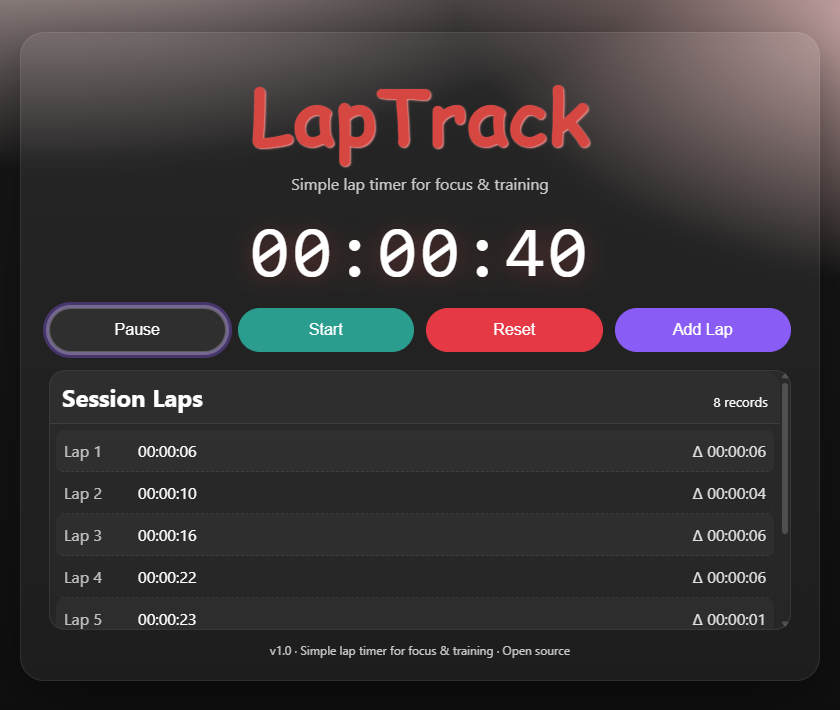 LapTrack
Simple lap timer for focus & training
00:00:40
Pause Start Reset Add Lap
Session Laps 8 records
Lap 1 00:00:06 Δ 00:00:06
Lap 2 00:00:10 Δ 00:00:04
Lap 3 00:00:16 Δ 00:00:06
Lap 4 00:00:22 Δ 00:00:06
Lap 5 00:00:23 Δ 00:00:01
v1.0 · Simple lap timer for focus & training · Open source